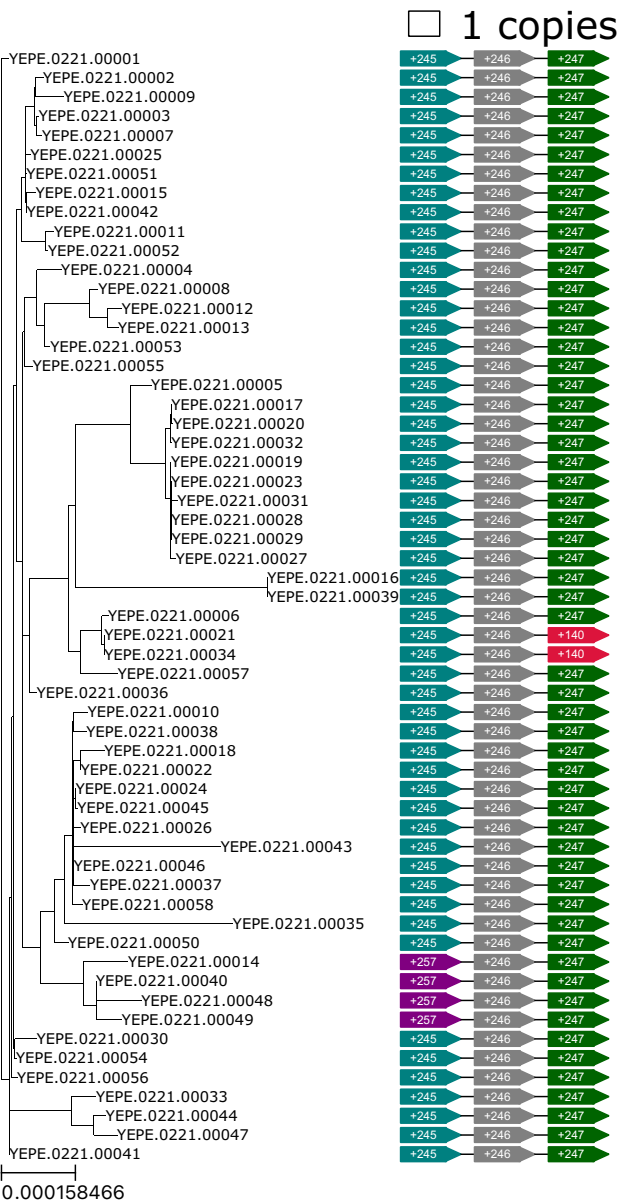 1 copies
YEPE.0221.00001 +245 +246 +247
YEPE.0221.00002 +245 +246 +247
YEPE.0221.00009 +245 +246 +247
YEPE.0221.00003 +245 +246 +247
YEPE.0221.00007 +245 +246 +247
YEPE.0221.00025 +245 +246 +247
YEPE.0221.00051 +245 +246 +247
YEPE.0221.00015 +245 +246 +247
YEPE.0221.00042 +245 +246 +247
YEPE.0221.00011 +245 +246 +247
YEPE.0221.00052 +245 +246 +247
YEPE.0221.00004 +245 +246 +247
YEPE.0221.00008 +245 +246 +247
YEPE.0221.00012 +245 +246 +247
YEPE.0221.00013 +245 +246 +247
YEPE.0221.00053 +245 +246 +247
YEPE.0221.00055 +245 +246 +247
YEPE.0221.00005 +245 +246 +247
YEPE.0221.00017 +245 +246 +247
YEPE.0221.00020 +245 +246 +247
YEPE.0221.00032 +245 +246 +247
YEPE.0221.00019 +245 +246 +247
YEPE.0221.00023 +245 +246 +247
YEPE.0221.00031 +245 +246 +247
YEPE.0221.00028 +245 +246 +247
YEPE.0221.00029 +245 +246 +247
YEPE.0221.00027 +245 +246 +247
YEPE.0221.00016 +245 +246 +247
YEPE.0221.00039 +245 +246 +247
YEPE.0221.00006 +245 +246 +247
YEPE.0221.00021 +245 +246 +140
YEPE.0221.00034 +245 +246 +140
YEPE.0221.00057 +245 +246 +247
YEPE.0221.00036 +245 +246 +247
YEPE.0221.00010 +245 +246 +247
YEPE.0221.00038 +245 +246 +247
YEPE.0221.00018 +245 +246 +247
YEPE.0221.00022 +245 +246 +247
YEPE.0221.00024 +245 +246 +247
YEPE.0221.00045 +245 +246 +247
YEPE.0221.00026 +245 +246 +247
YEPE.0221.00043 +245 +246 +247
YEPE.0221.00046 +245 +246 +247
YEPE.0221.00037 +245 +246 +247
YEPE.0221.00058 +245 +246 +247
YEPE.0221.00035 +245 +246 +247
YEPE.0221.00050 +245 +246 +247
YEPE.0221.00014 +257 +246 +247
YEPE.0221.00040 +257 +246 +247
YEPE.0221.00048 +257 +246 +247
YEPE.0221.00049 +257 +246 +247
YEPE.0221.00030 +245 +246 +247
YEPE.0221.00054 +245 +246 +247
YEPE.0221.00056 +245 +246 +247
YEPE.0221.00033 +245 +246 +247
YEPE.0221.00044 +245 +246 +247
YEPE.0221.00047 +245 +246 +247
YEPE.0221.00041 +245 +246 +247
0.000158466